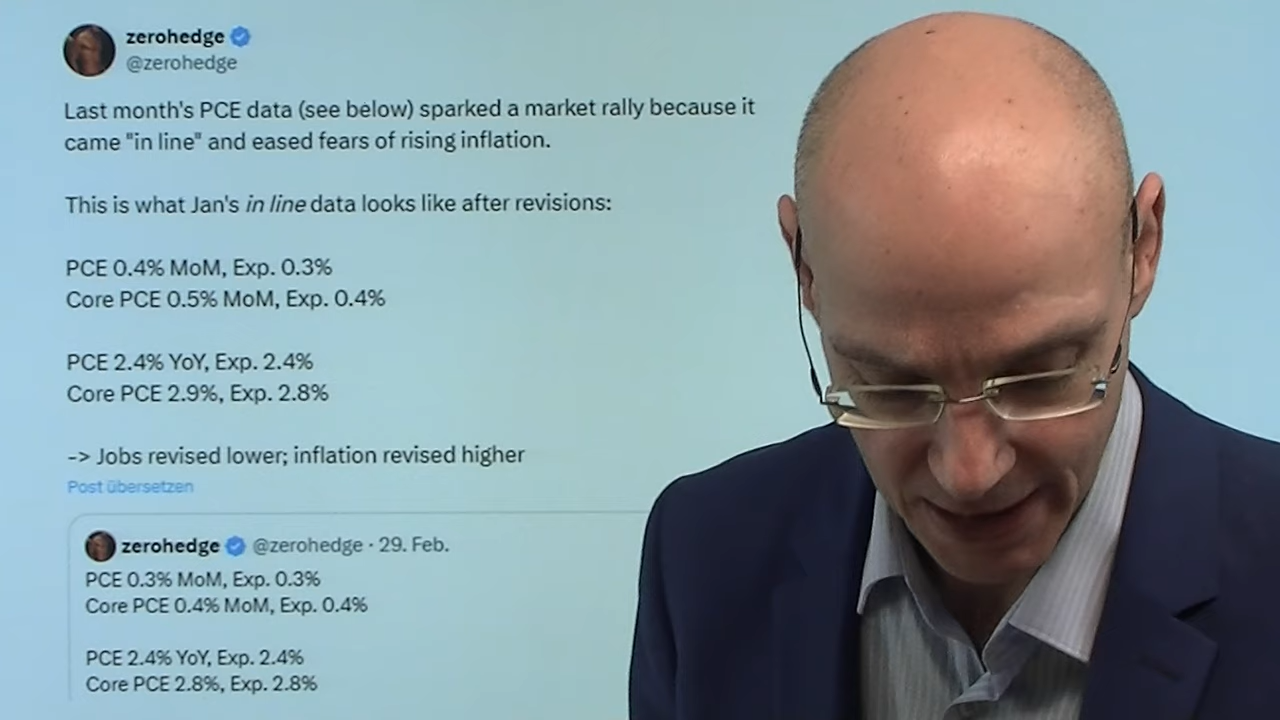 zerohedge
@zerohedge
Last month's PCE data (see below) sparked a market rally because it
came "in line" and eased fears of rising inflation.
This is what Jan's in line data looks like after revisions:
PCE 0.4% MoM, Exp. 0.3%
Core PCE 0.5% MoM, Exp. 0.4%
PCE 2.4% YoY, Exp. 2.4%
Core PCE 2.9%, Exp. 2.8%
-> Jobs revised lower; inflation revised higher
Post übersetzen
zerohedge @zerohedge · 29. Feb.
PCE 0.3% MoM, Exp. 0.3%
Core PCE 0.4% MoM, Exp. 0.4%
PCE 2.4% YoY, Exp. 2.4%
Core PCE 2.8%, Exp. 2.8%